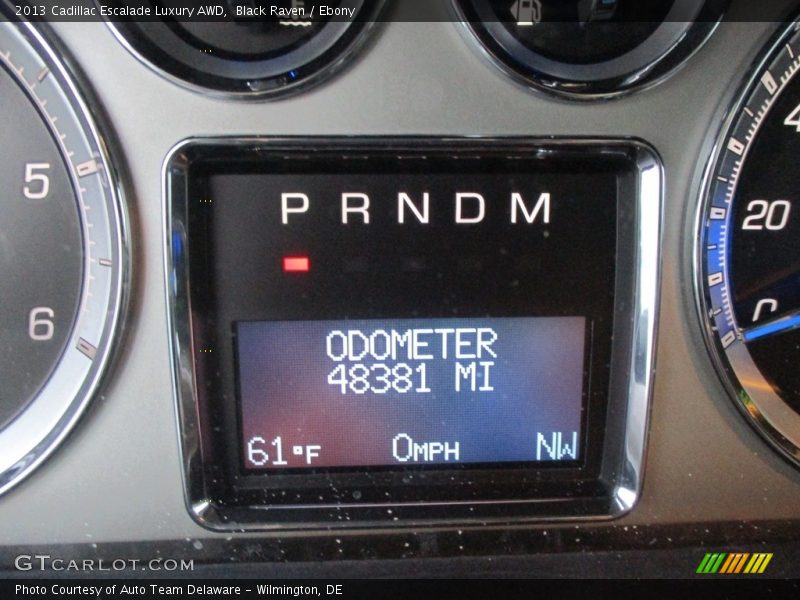 2013 Cadillac Escalade Luxury AWD, Black Raven / Ebony
P R N D M
5
6
4
20
ODOMETER
48381 MI
61°F 0MPH NW
GTCARLOT.COM
Photo Courtesy of Auto Team Delaware - Wilmington, DE